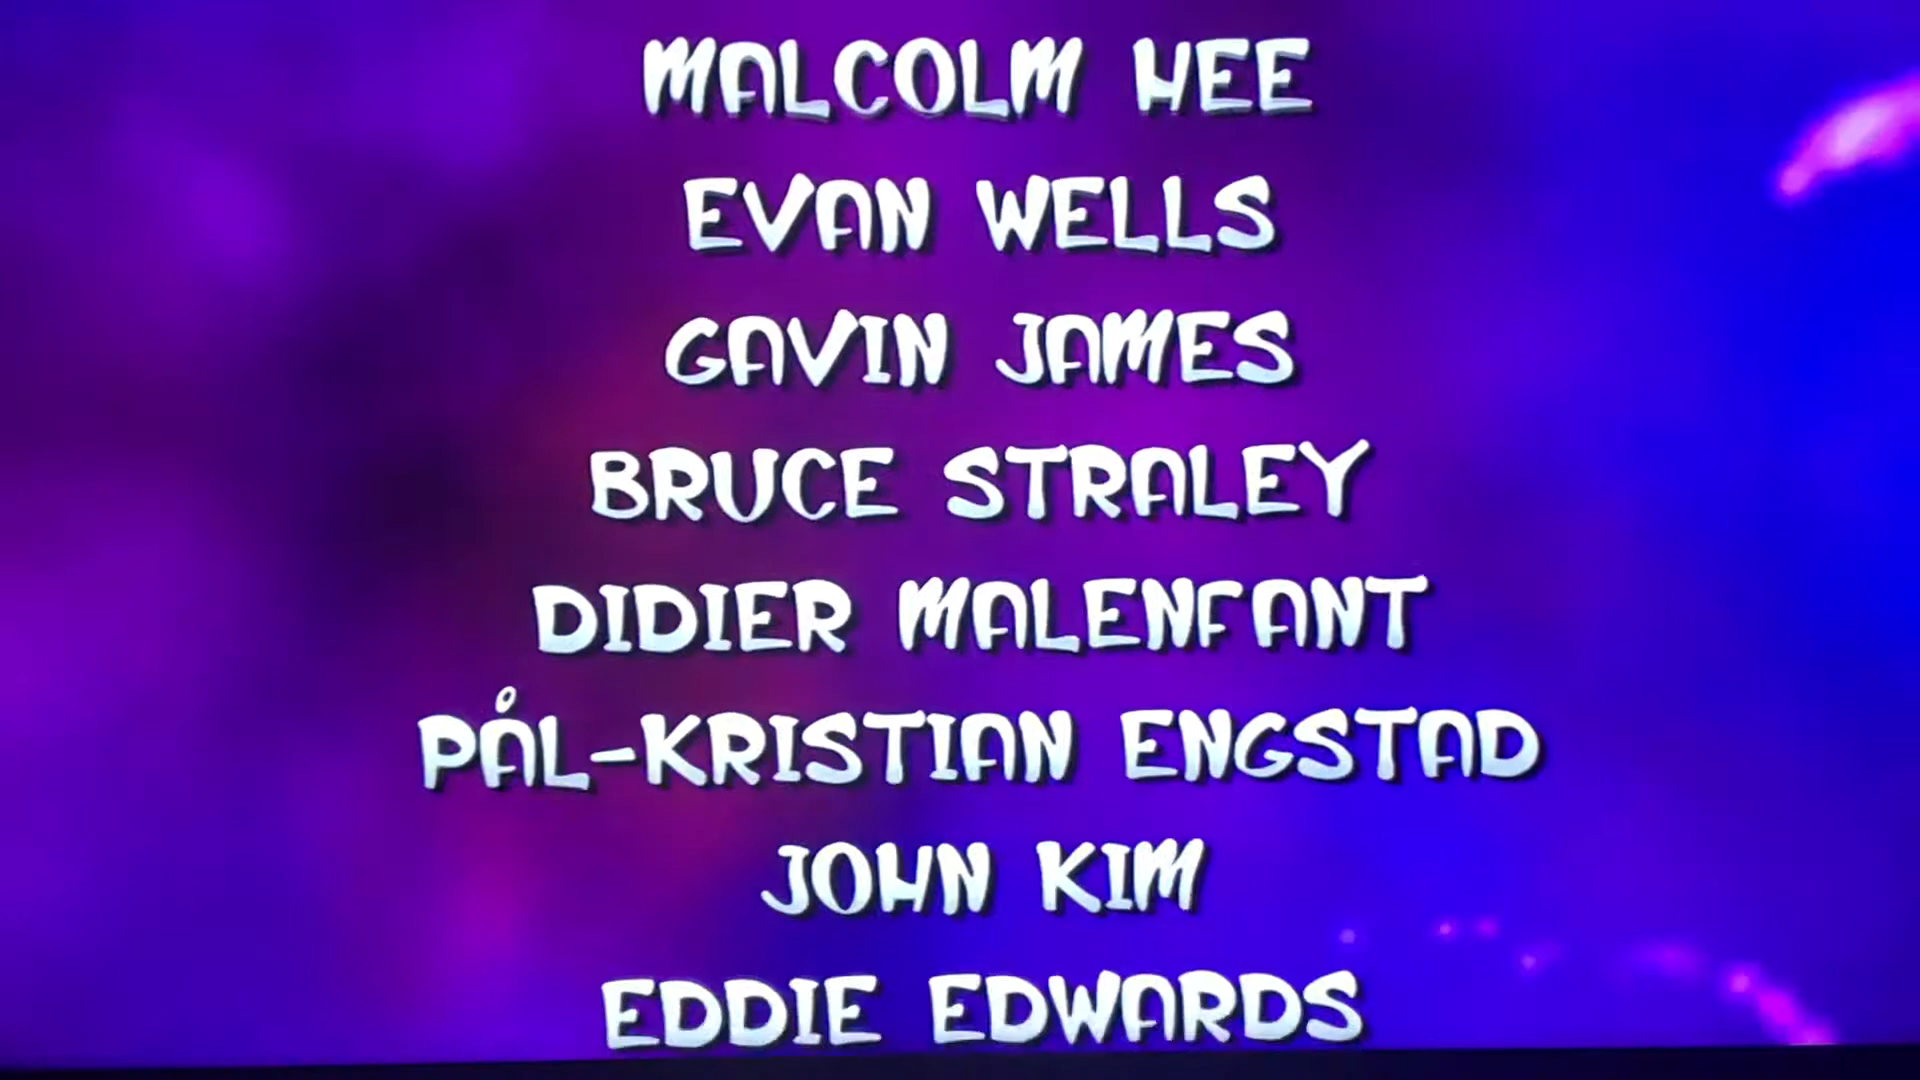 MALCOLM HEE
EVAN WELLS
GAVIN JAMES
BRUCE STRALEY
DIDIER MALENFANT
PÅL-KRISTIAN ENGSTAD
JOHN KIM
EDDIE EDWARDS